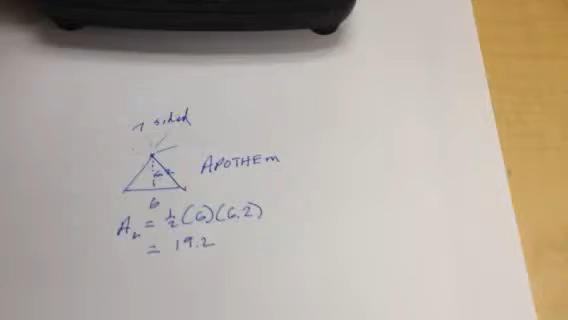 7 sided
APOTHEM
6
A = ½(6)(6.2)
= 19.2